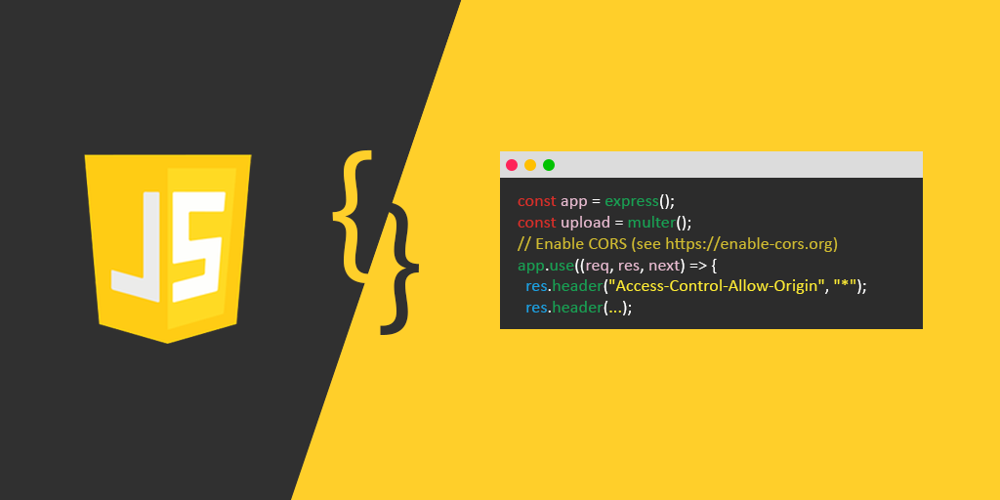 JS
{
}
const app = express();
const upload = multer();
// Enable CORS (see https://enable-cors.org)
app.use((req, res, next) => {
  res.header("Access-Control-Allow-Origin", "*");
  res.header(...);